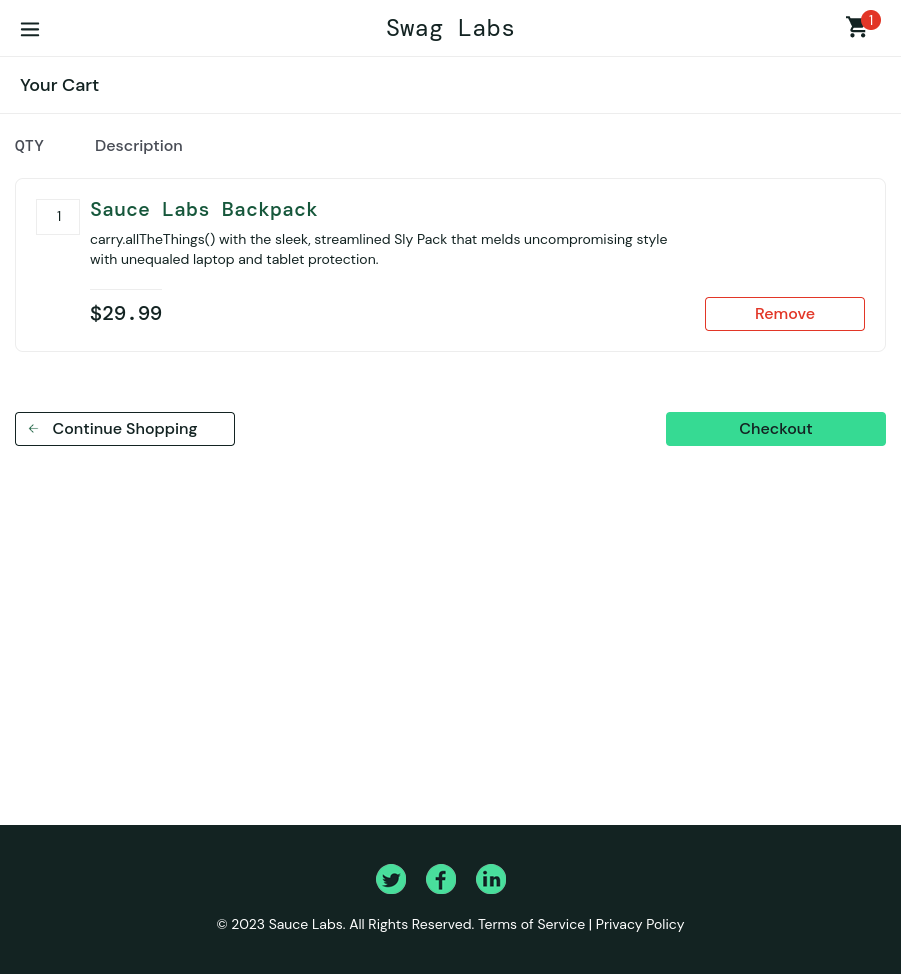 Swag Labs
1
Your Cart
QTY Description
1
Sauce Labs Backpack
carry.allTheThings() with the sleek, streamlined Sly Pack that melds uncompromising style
with unequaled laptop and tablet protection.
$29.99
Remove
Continue Shopping
Checkout
© 2023 Sauce Labs. All Rights Reserved. Terms of Service | Privacy Policy